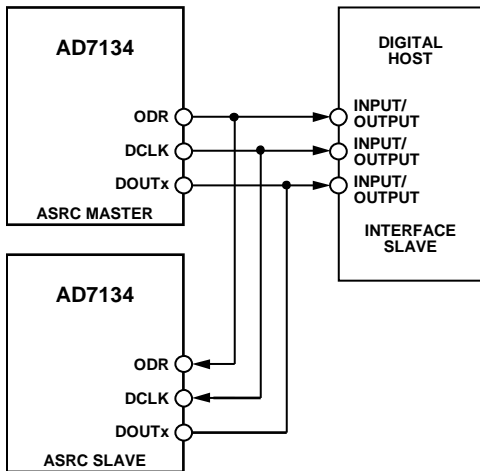 AD7134
ODR
DCLK
DOUTx
ASRC MASTER
DIGITAL
HOST
INPUT/
OUTPUT
INPUT/
OUTPUT
INPUT/
OUTPUT
INTERFACE
SLAVE
AD7134
ODR
DCLK
DOUTx
ASRC SLAVE